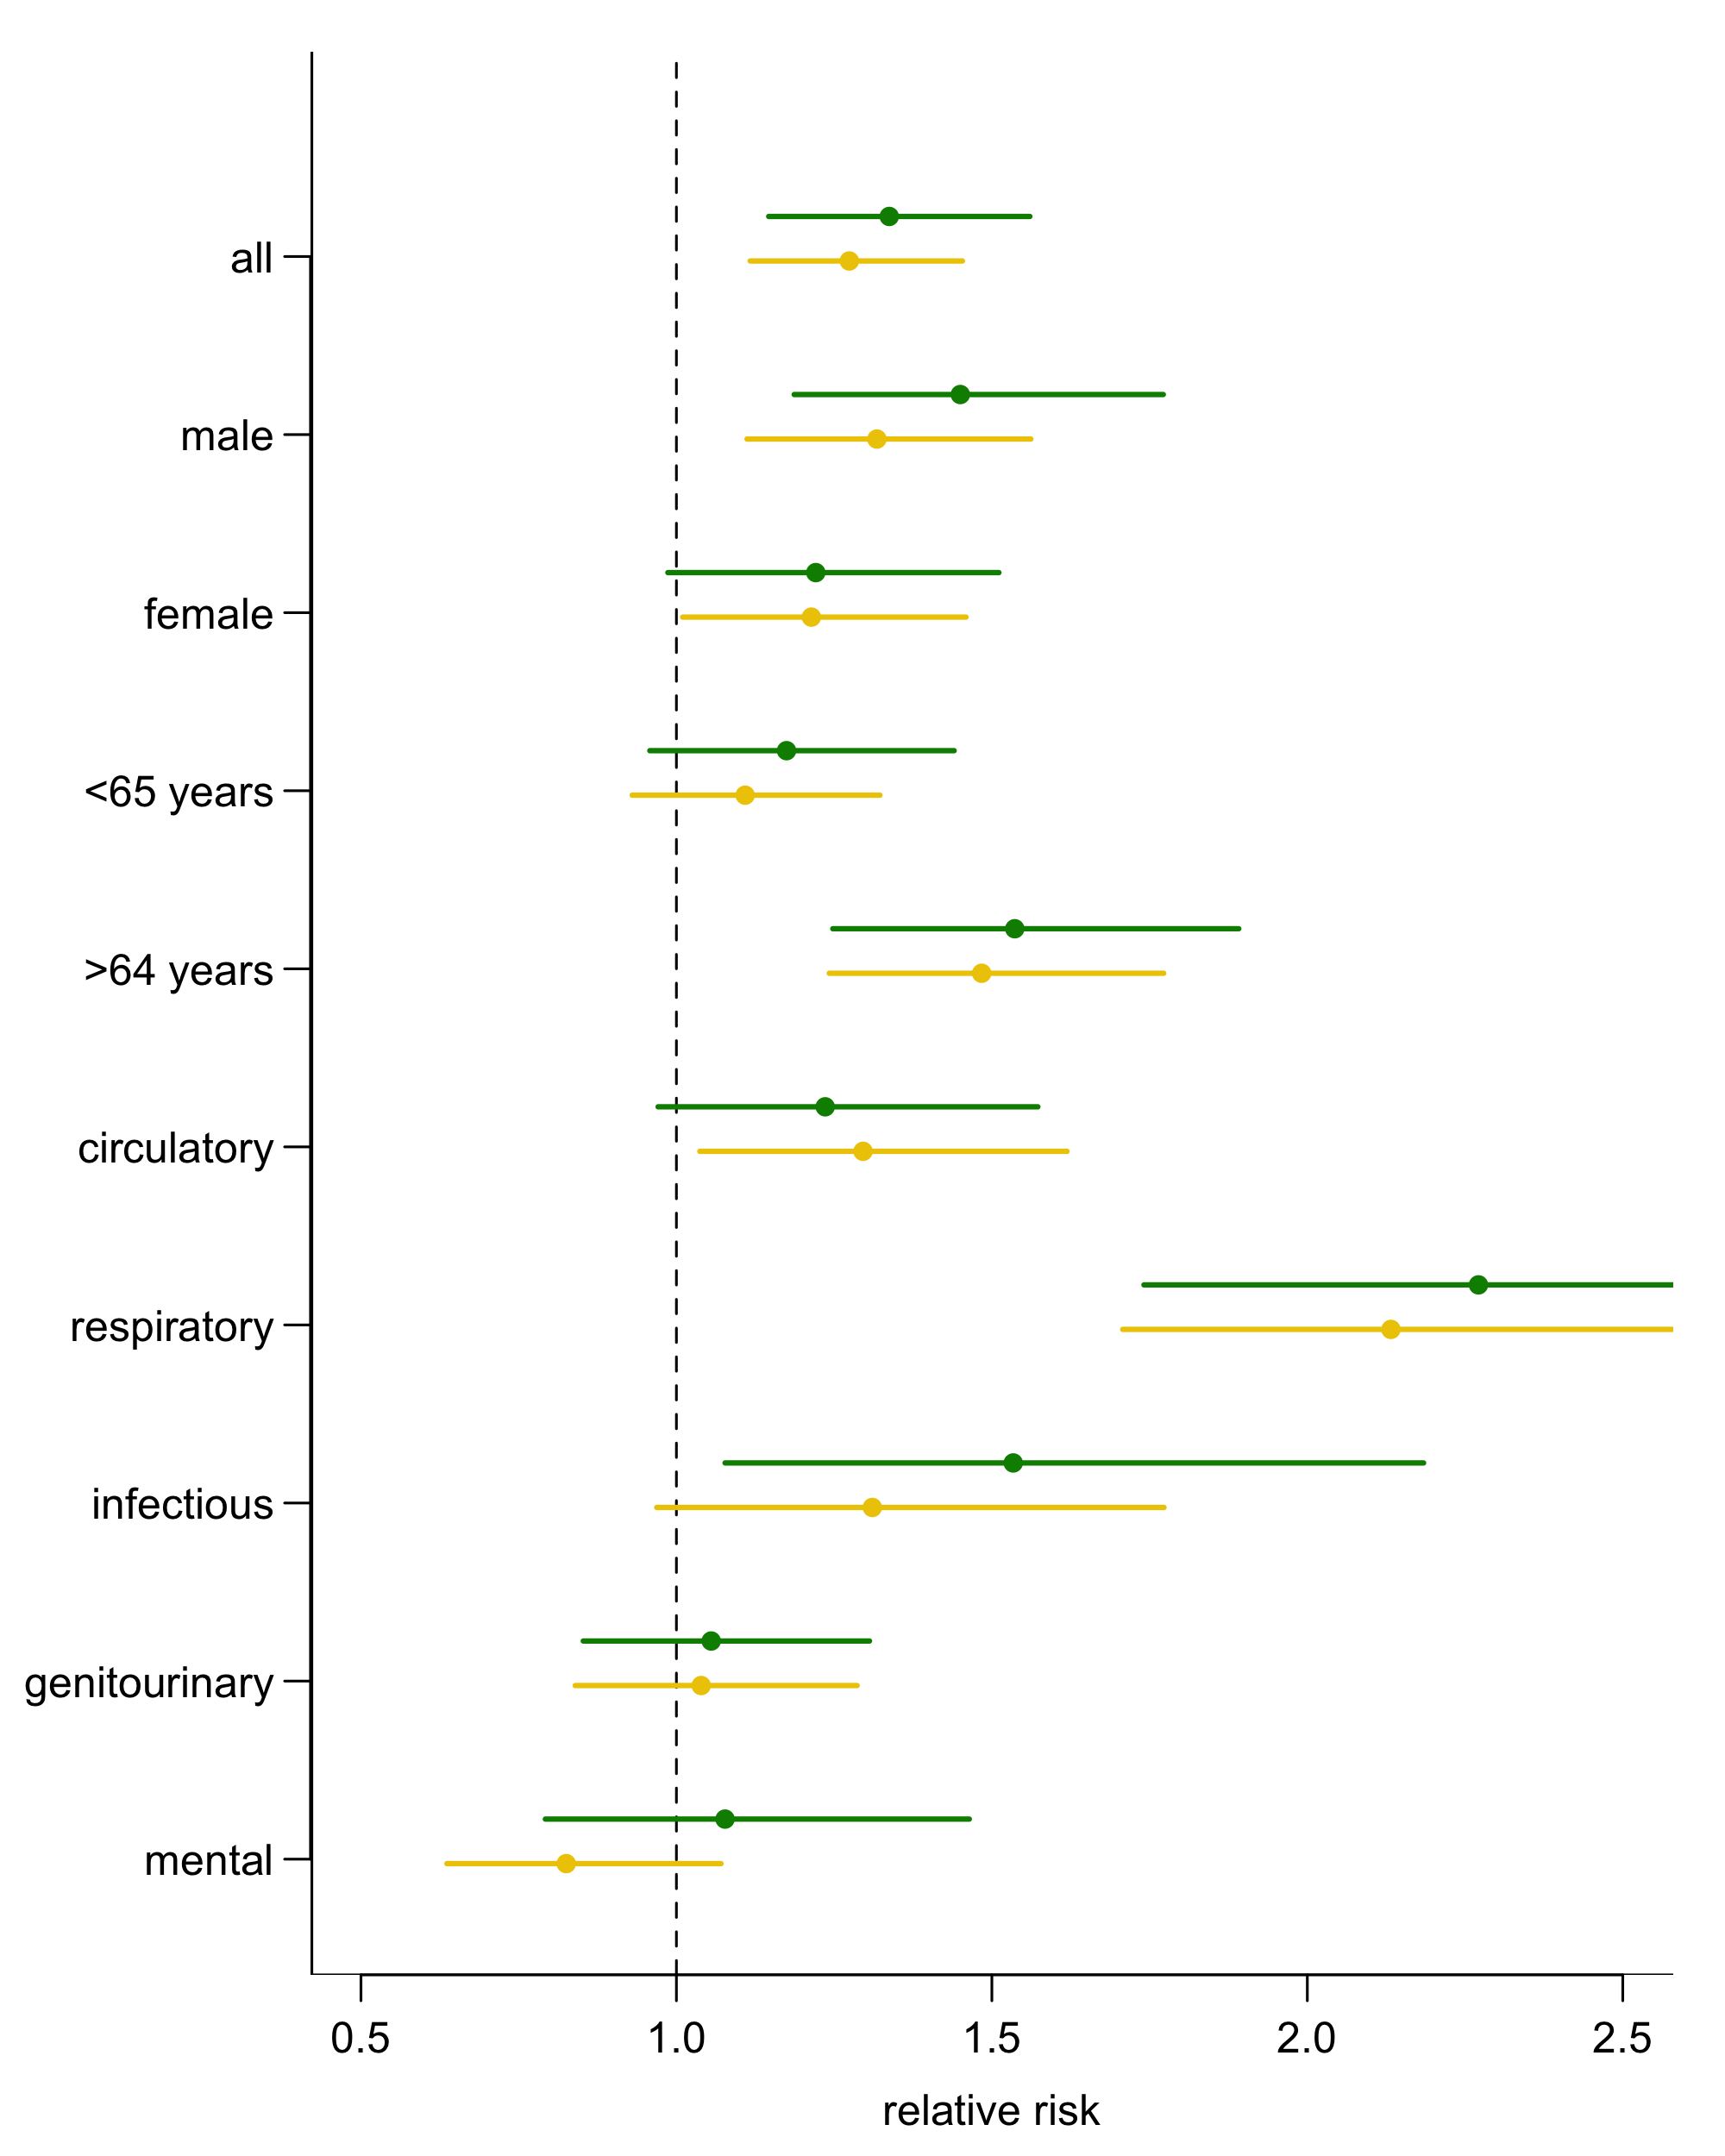 all
male
female
<65 years
>64 years
circulatory
respiratory
infectious
genitourinary
mental
0.5 1.0 1.5 2.0 2.5
relative risk